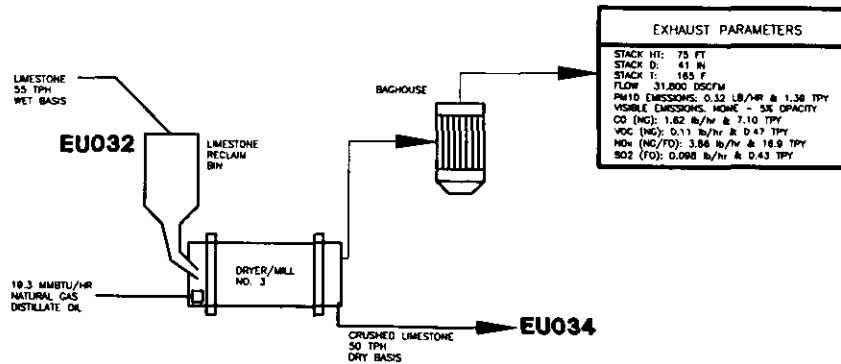 EXHAUST PARAMETERS
STACK HT: 75 FT
STACK D: 41 IN
STACK T: 165 F
FLOW 31,800 DSCFM
PM10 EMISSIONS: 0.32 LB/HR & 1.39 TPY
VISIBLE EMISSIONS: NONE - 5% OPACITY
CO (NG): 1.62 lb/hr & 7.10 TPY
VOC (NG): 0.11 lb/hr & 0.47 TPY
NOx (NG/FO): 3.86 lb/hr & 16.9 TPY
SO2 (FO): 0.098 lb/hr & 0.43 TPY
LIMESTONE
55 TPH
WET BASIS
BAGHOUSE
EU032
LIMESTONE
RECLAIM
BIN
DRYER/MILL
NO. 3
19.3 MMBTU/HR
NATURAL GAS
DISTILLATE OIL
EU034
CRUSHED LIMESTONE
50 TPH
DRY BASIS